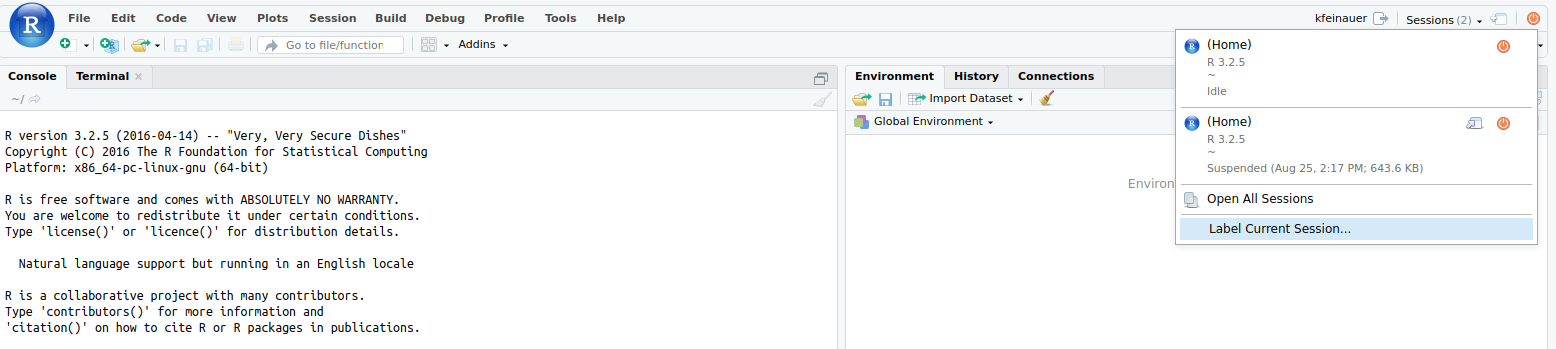 R
File Edit Code View Plots Session Build Debug Profile Tools Help
kfeinauer Sessions (2)
Go to file/function Addins
Console Terminal
~/
R version 3.2.5 (2016-04-14) -- "Very, Very Secure Dishes"
Copyright (C) 2016 The R Foundation for Statistical Computing
Platform: x86_64-pc-linux-gnu (64-bit)
R is free software and comes with ABSOLUTELY NO WARRANTY.
You are welcome to redistribute it under certain conditions.
Type 'license()' or 'licence()' for distribution details.
Natural language support but running in an English locale
R is a collaborative project with many contributors.
Type 'contributors()' for more information and
'citation()' on how to cite R or R packages in publications.
Environment History Connections
Import Dataset
Global Environment
Environ
R (Home)
R 3.2.5
~
Idle
R (Home)
R 3.2.5
~
Suspended (Aug 25, 2:17 PM; 643.6 KB)
Open All Sessions
Label Current Session...